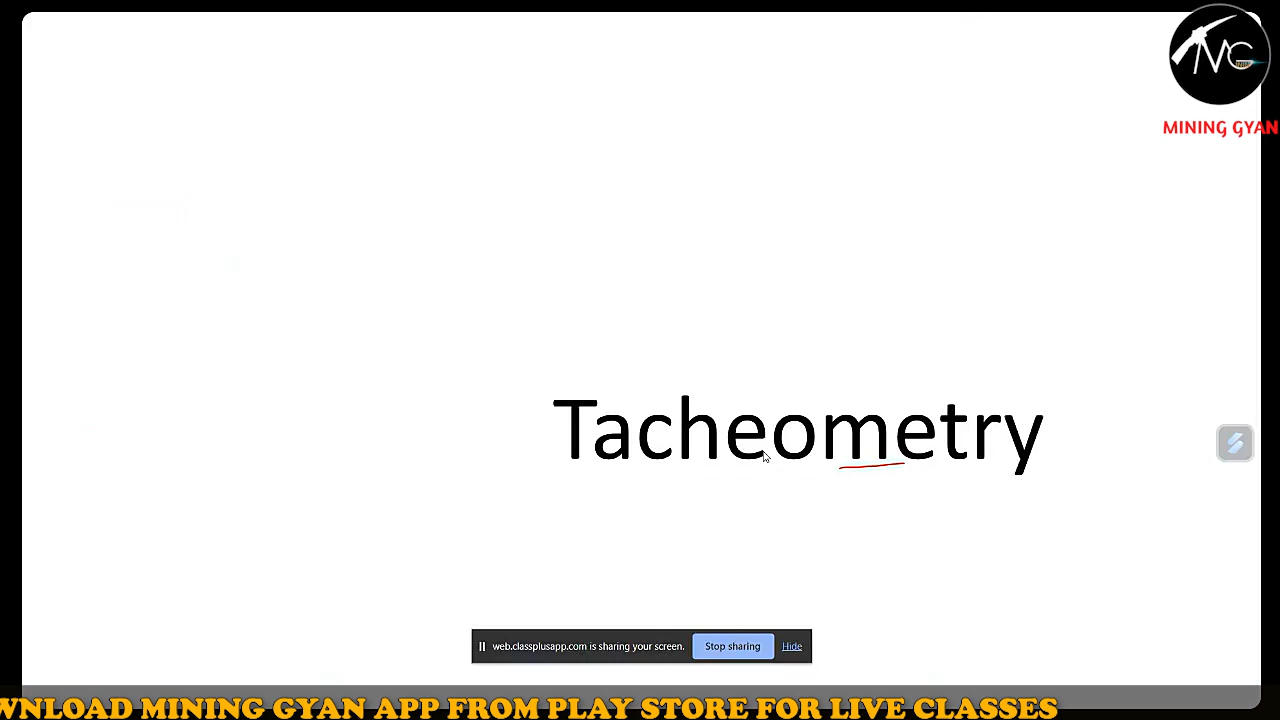 MG
MINING GYAN
Tacheometry
web.classplusapp.com is sharing your screen. Stop sharing Hide
WNLOAD MINING GYAN APP FROM PLAY STORE FOR LIVE CLASSES